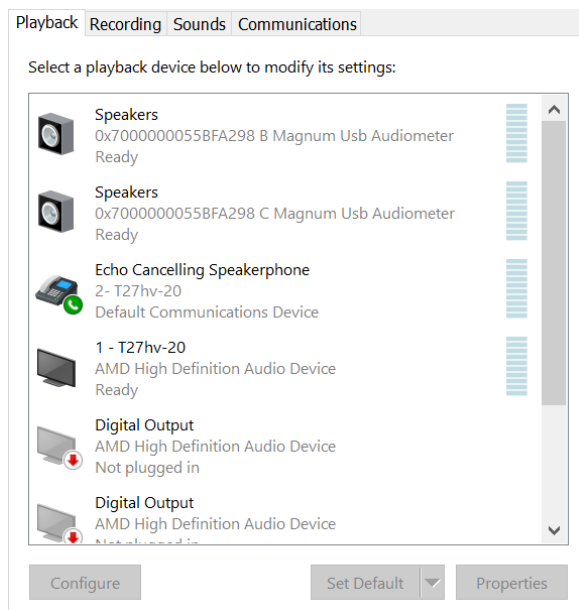 Playback Recording Sounds Communications
Select a playback device below to modify its settings:
Speakers
0x7000000055BFA298 B Magnum Usb Audiometer
Ready
Speakers
0x7000000055BFA298 C Magnum Usb Audiometer
Ready
Echo Cancelling Speakerphone
2- T27hv-20
Default Communications Device
1 - T27hv-20
AMD High Definition Audio Device
Ready
Digital Output
AMD High Definition Audio Device
Not plugged in
Digital Output
AMD High Definition Audio Device
Not plugged in
Configure Set Default Properties